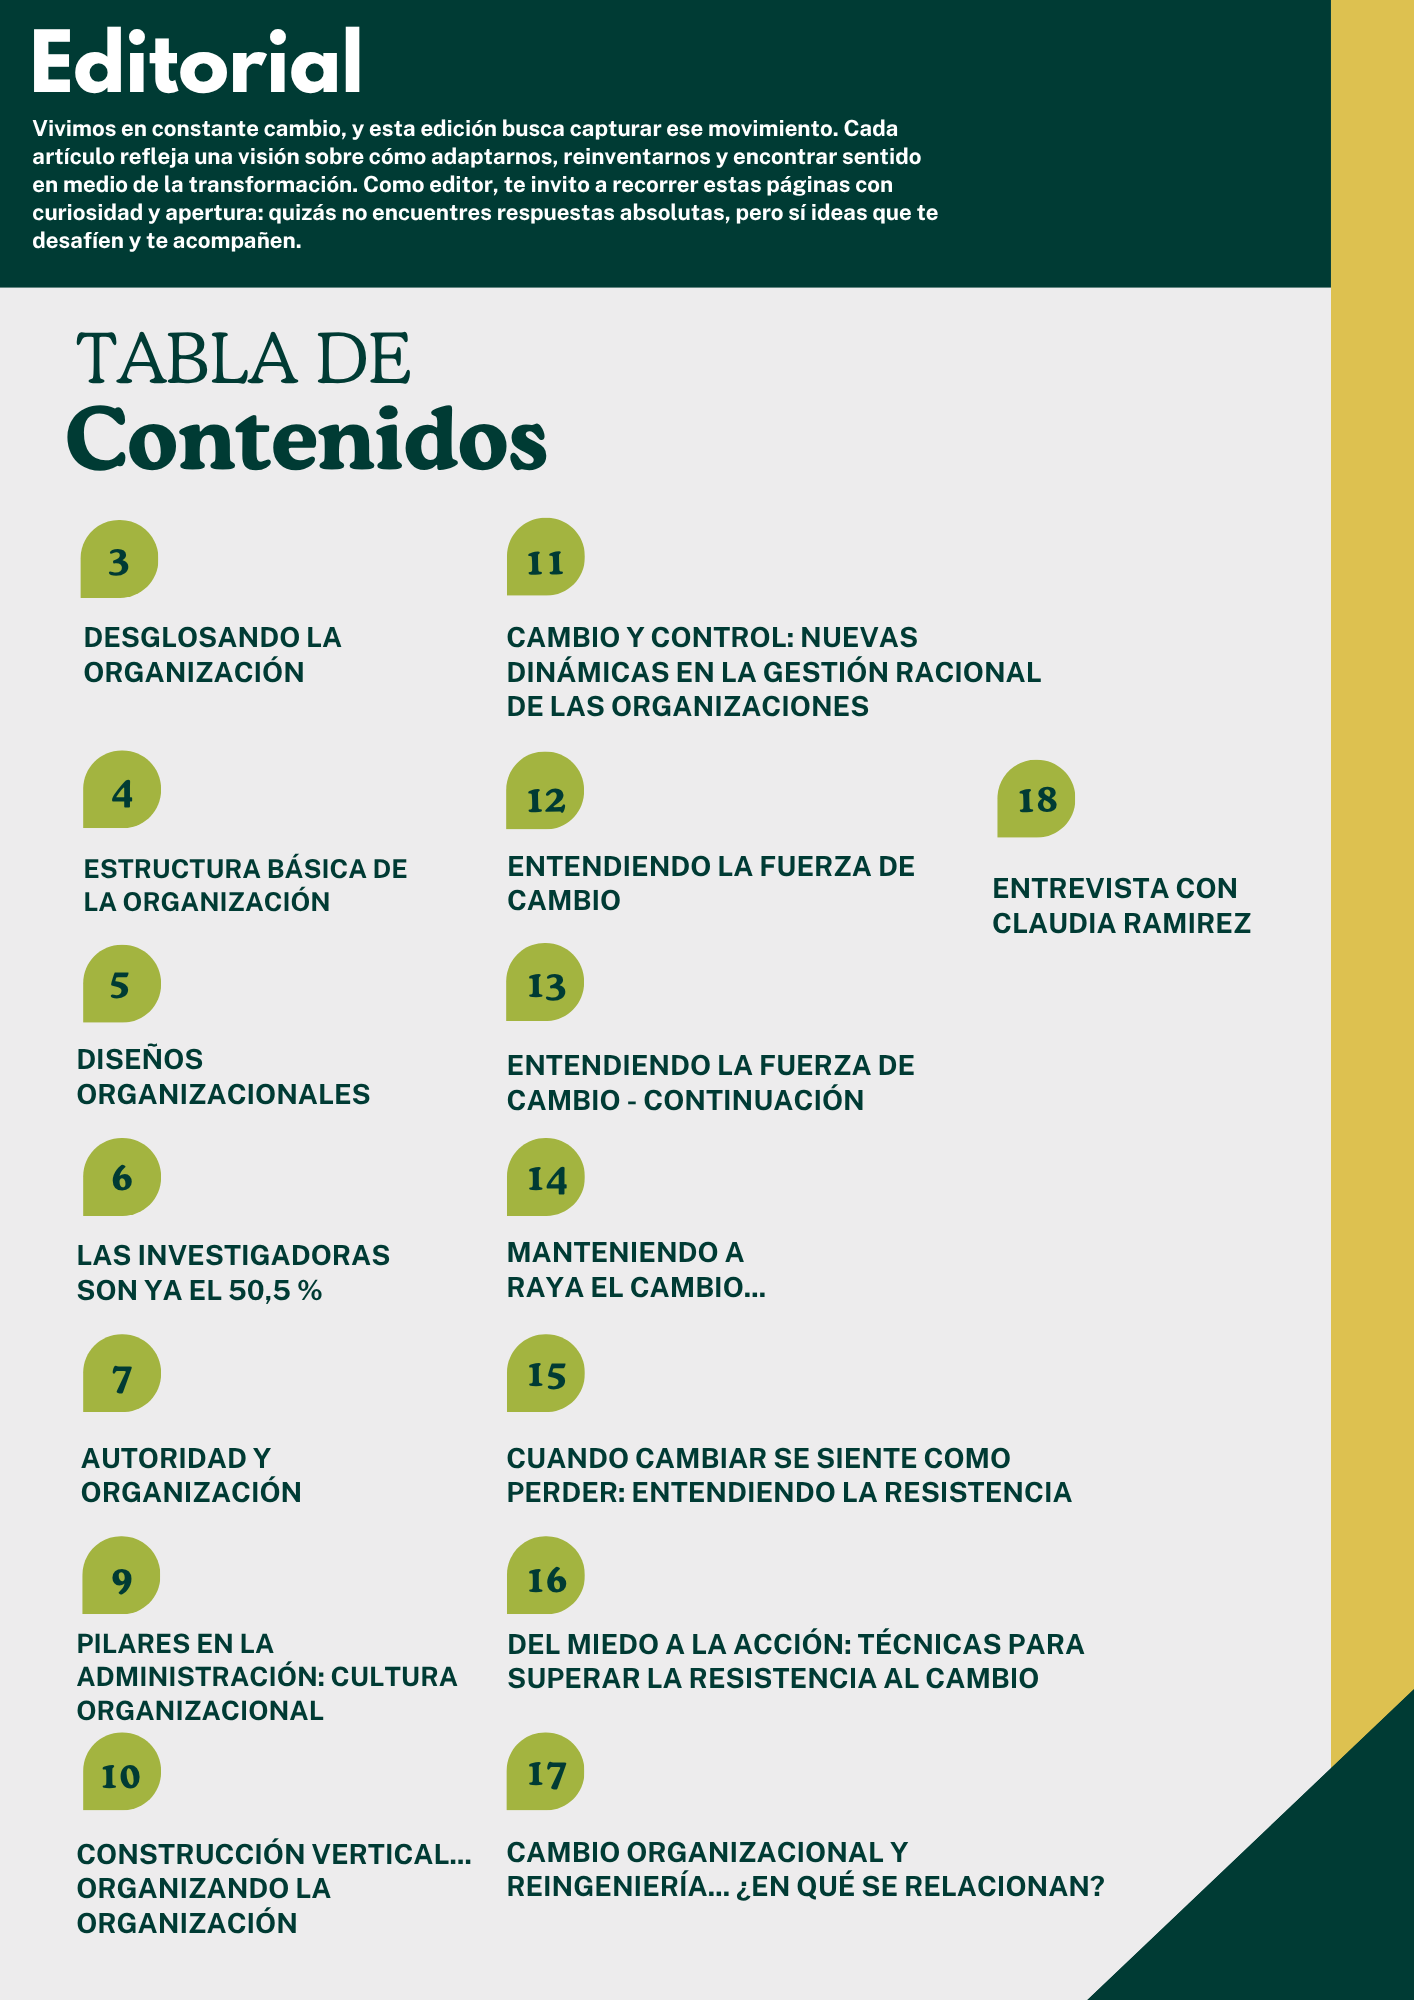 Editorial
Vivimos en constante cambio, y esta edición busca capturar ese movimiento. Cada
artículo refleja una visión sobre cómo adaptarnos, reinventarnos y encontrar sentido
en medio de la transformación. Como editor, te invito a recorrer estas páginas con
curiosidad y apertura: quizás no encuentres respuestas absolutas, pero sí ideas que te
desafíen y te acompañen.
TABLA DE
Contenidos
3
DESGLOSANDO LA
ORGANIZACIÓN
4
ESTRUCTURA BÁSICA DE
LA ORGANIZACIÓN
5
DISEÑOS
ORGANIZACIONALES
6
LAS INVESTIGADORAS
SON YA EL 50,5 %
7
AUTORIDAD Y
ORGANIZACIÓN
9
PILARES EN LA
ADMINISTRACIÓN: CULTURA
ORGANIZACIONAL
10
CONSTRUCCIÓN VERTICAL...
ORGANIZANDO LA
ORGANIZACIÓN
11
CAMBIO Y CONTROL: NUEVAS
DINÁMICAS EN LA GESTIÓN RACIONAL
DE LAS ORGANIZACIONES
12
ENTENDIENDO LA FUERZA DE
CAMBIO
13
ENTENDIENDO LA FUERZA DE
CAMBIO - CONTINUACIÓN
14
MANTENIENDO A
RAYA EL CAMBIO...
15
CUANDO CAMBIAR SE SIENTE COMO
PERDER: ENTENDIENDO LA RESISTENCIA
16
DEL MIEDO A LA ACCIÓN: TÉCNICAS PARA
SUPERAR LA RESISTENCIA AL CAMBIO
17
CAMBIO ORGANIZACIONAL Y
REINGENIERÍA... ¿EN QUÉ SE RELACIONAN?
18
ENTREVISTA CON
CLAUDIA RAMIREZ